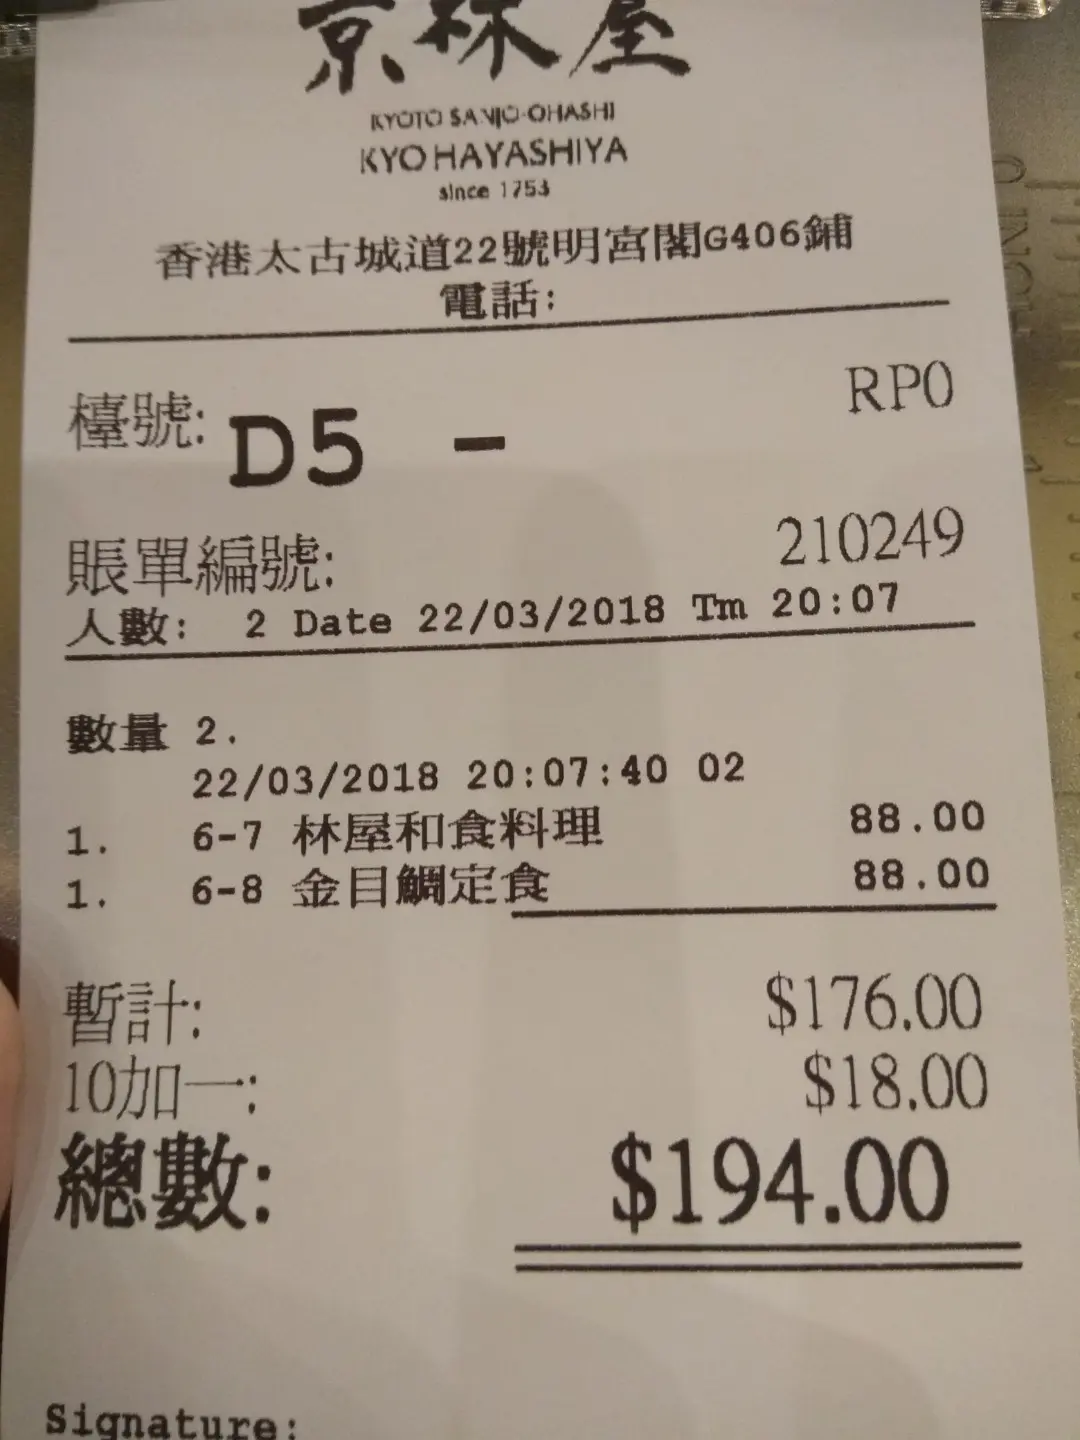 京林屋
KYOTO SANJO-OHASHI
KYO HAYASHIYA
since 1753
香港太古城道22號明宮閣G406鋪
電話:
檯號: D5 - RP0
賬單編號: 210249
人數: 2 Date 22/03/2018 Tm 20:07
數量 2.
22/03/2018 20:07:40 02
1. 6-7 林屋和食料理 88.00
1. 6-8 金目鯛定食 88.00
暫計: $176.00
10加一: $18.00
總數: $194.00
Signature: